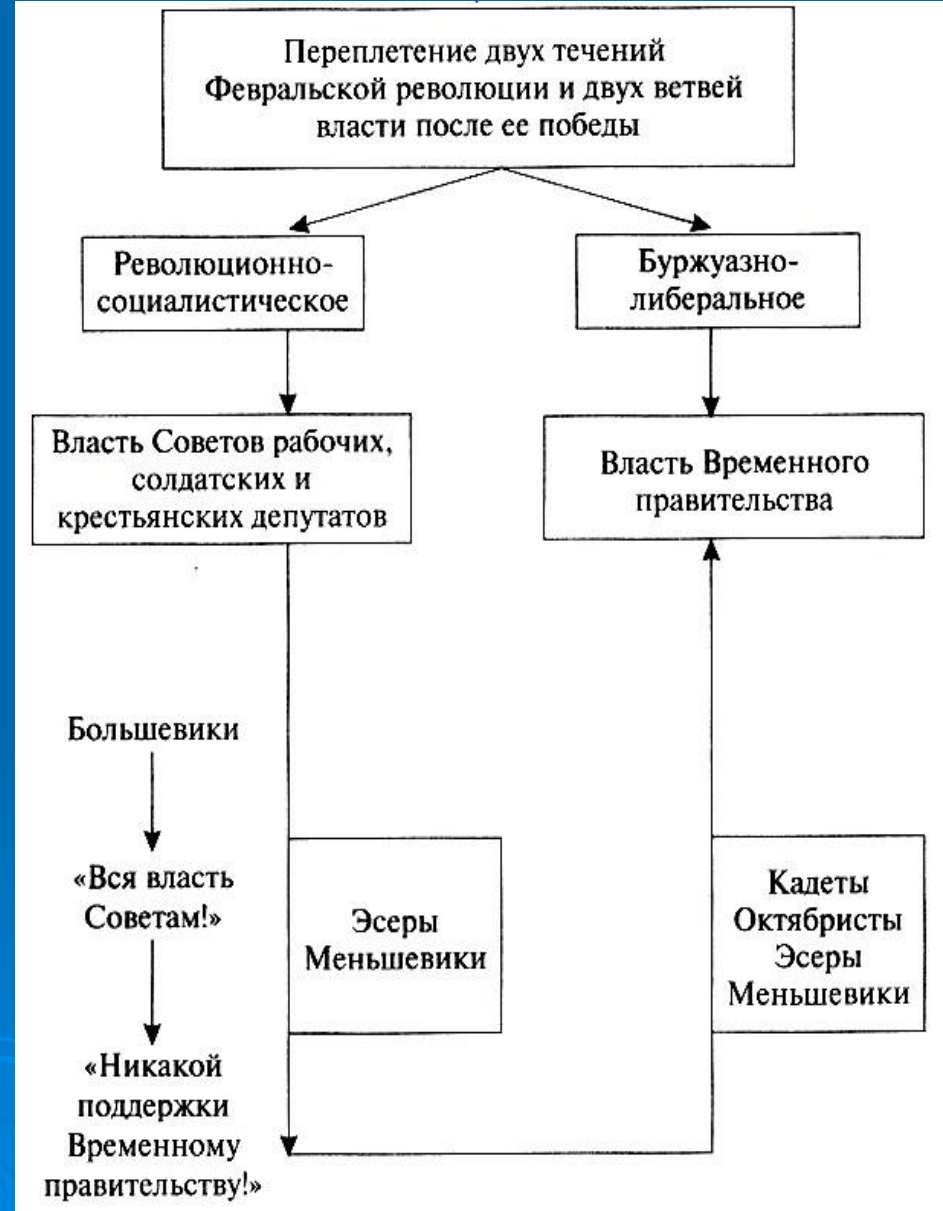 Переплетение двух течений
Февральской революции и двух ветвей
власти после ее победы
Революционно-
социалистическое
Буржуазно-
либеральное
Власть Советов рабочих,
солдатских и
крестьянских депутатов
Власть Временного
правительства
Большевики
«Вся власть
Советам!»
«Никакой
поддержки
Временному
правительству!»
Эсеры
Меньшевики
Кадеты
Октябристы
Эсеры
Меньшевики